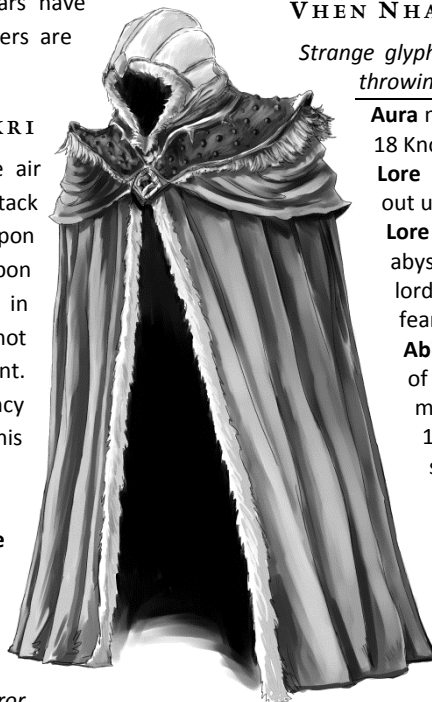 ars have
ers are
KRI
e air
tack
pon
pon
in
not
nt.
cy
his
e
ror
VHEN NHA
Strange glyph
throwin
Aura m
18 Kno
Lore
out u
Lore
abys
lord
fear
Ab
of
m
1
s